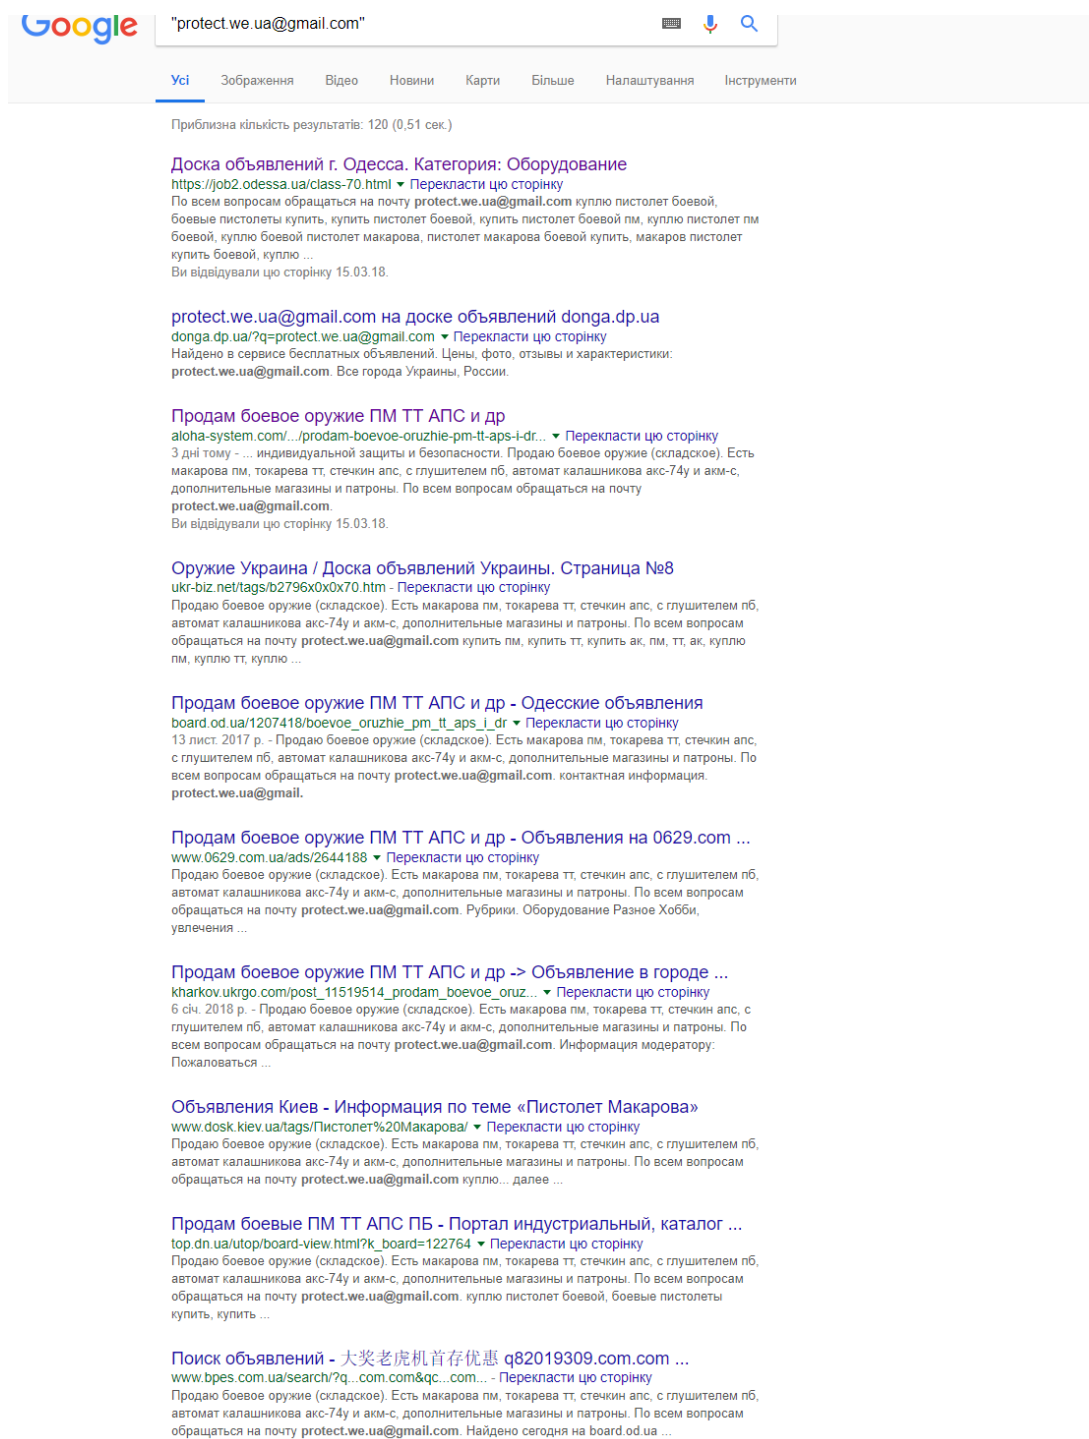 Google
"protect.we.ua@gmail.com"
Усі Зображення Відео Новини Карти Більше Налаштування Інструменти
Приблизна кількість результатів: 120 (0,51 сек.)
Доска объявлений г. Одесса. Категория: Оборудование
https://job2.odessa.ua/class-70.html ▼ Перекласти цю сторінку
По всем вопросам обращаться на почту protect.we.ua@gmail.com куплю пистолет боевой,
боевые пистолеты купить, купить пистолет боевой, купить пистолет боевой пм, куплю пистолет пм
боевой, куплю боевой пистолет макарова, пистолет макарова боевой купить, макаров пистолет
купить боевой, куплю ...
Ви відвідували цю сторінку 15.03.18.
protect.we.ua@gmail.com на доске объявлений donga.dp.ua
donga.dp.ua/?q=protect.we.ua@gmail.com ▼ Перекласти цю сторінку
Найдено в сервисе бесплатных объявлений. Цены, фото, отзывы и характеристики:
protect.we.ua@gmail.com. Все города Украины, России.
Продам боевое оружие ПМ ТТ АПС и др
aloha-system.com/.../prodam-boevoe-oruzhie-pm-tt-aps-i-dr... ▼ Перекласти цю сторінку
3 дні тому - ... индивидуальной защиты и безопасности. Продаю боевое оружие (складское). Есть
макарова пм, токарева тт, стечкин апс, с глушителем пб, автомат калашникова акс-74у и акм-с,
дополнительные магазины и патроны. По всем вопросам обращаться на почту
protect.we.ua@gmail.com.
Ви відвідували цю сторінку 15.03.18.
Оружие Украина / Доска объявлений Украины. Страница №8
ukr-biz.net/tags/b2796x0x0x70.htm - Перекласти цю сторінку
Продаю боевое оружие (складское). Есть макарова пм, токарева тт, стечкин апс, с глушителем пб,
автомат калашникова акс-74у и акм-с, дополнительные магазины и патроны. По всем вопросам
обращаться на почту protect.we.ua@gmail.com купить пм, купить тт, купить ак, пм, тт, ак, куплю
пм, куплю тт, куплю ...
Продам боевое оружие ПМ ТТ АПС и др - Одесские объявления
board.od.ua/1207418/boevoe_oruzhie_pm_tt_aps_i_dr ▼ Перекласти цю сторінку
13 лист. 2017 р. - Продаю боевое оружие (складское). Есть макарова пм, токарева тт, стечкин апс,
с глушителем пб, автомат калашникова акс-74у и акм-с, дополнительные магазины и патроны. По
всем вопросам обращаться на почту protect.we.ua@gmail.com. контактная информация.
protect.we.ua@gmail.
Продам боевое оружие ПМ ТТ АПС и др - Объявления на 0629.com ...
www.0629.com.ua/ads/2644188 ▼ Перекласти цю сторінку
Продаю боевое оружие (складское). Есть макарова пм, токарева тт, стечкин апс, с глушителем пб,
автомат калашникова акс-74у и акм-с, дополнительные магазины и патроны. По всем вопросам
обращаться на почту protect.we.ua@gmail.com. Рубрики. Оборудование Разное Хобби,
увлечения ...
Продам боевое оружие ПМ ТТ АПС и др -> Объявление в городе ...
kharkov.ukrgo.com/post_11519514_prodam_boevoe_oruz... ▼ Перекласти цю сторінку
6 січ. 2018 р. - Продаю боевое оружие (складское). Есть макарова пм, токарева тт, стечкин апс, с
глушителем пб, автомат калашникова акс-74у и акм-с, дополнительные магазины и патроны. По
всем вопросам обращаться на почту protect.we.ua@gmail.com. Информация модератору:
Пожаловаться ...
Объявления Киев - Информация по теме «Пистолет Макарова»
www.dosk.kiev.ua/tags/Пистолет%20Макарова/ ▼ Перекласти цю сторінку
Продаю боевое оружие (складское). Есть макарова пм, токарева тт, стечкин апс, с глушителем пб,
автомат калашникова акс-74у и акм-с, дополнительные магазины и патроны. По всем вопросам
обращаться на почту protect.we.ua@gmail.com куплю... далее ...
Продам боевые ПМ ТТ АПС ПБ - Портал индустриальный, каталог ...
top.dn.ua/utop/board-view.html?k_board=122764 ▼ Перекласти цю сторінку
Продаю боевое оружие (складское). Есть макарова пм, токарева тт, стечкин апс, с глушителем пб,
автомат калашникова акс-74у и акм-с, дополнительные магазины и патроны. По всем вопросам
обращаться на почту protect.we.ua@gmail.com. куплю пистолет боевой, боевые пистолеты
купить, купить ...
Поиск объявлений - 大奖老虎机首存优惠 q82019309.com.com ...
www.bpes.com.ua/search/?q...com.com&qc...com... - Перекласти цю сторінку
Продаю боевое оружие (складское). Есть макарова пм, токарева тт, стечкин апс, с глушителем пб,
автомат калашникова акс-74у и акм-с, дополнительные магазины и патроны. По всем вопросам
обращаться на почту protect.we.ua@gmail.com. Найдено сегодня на board.od.ua ...